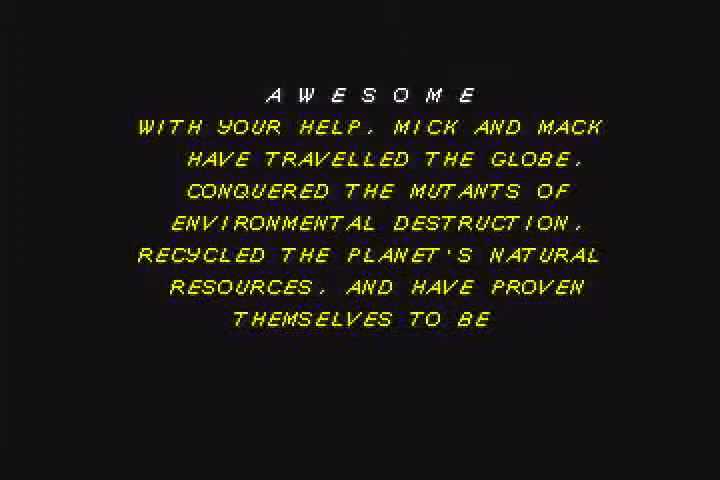 A W E S O M E
WITH YOUR HELP, MICK AND MACK
HAVE TRAVELLED THE GLOBE,
CONQUERED THE MUTANTS OF
ENVIRONMENTAL DESTRUCTION,
RECYCLED THE PLANET'S NATURAL
RESOURCES, AND HAVE PROVEN
THEMSELVES TO BE